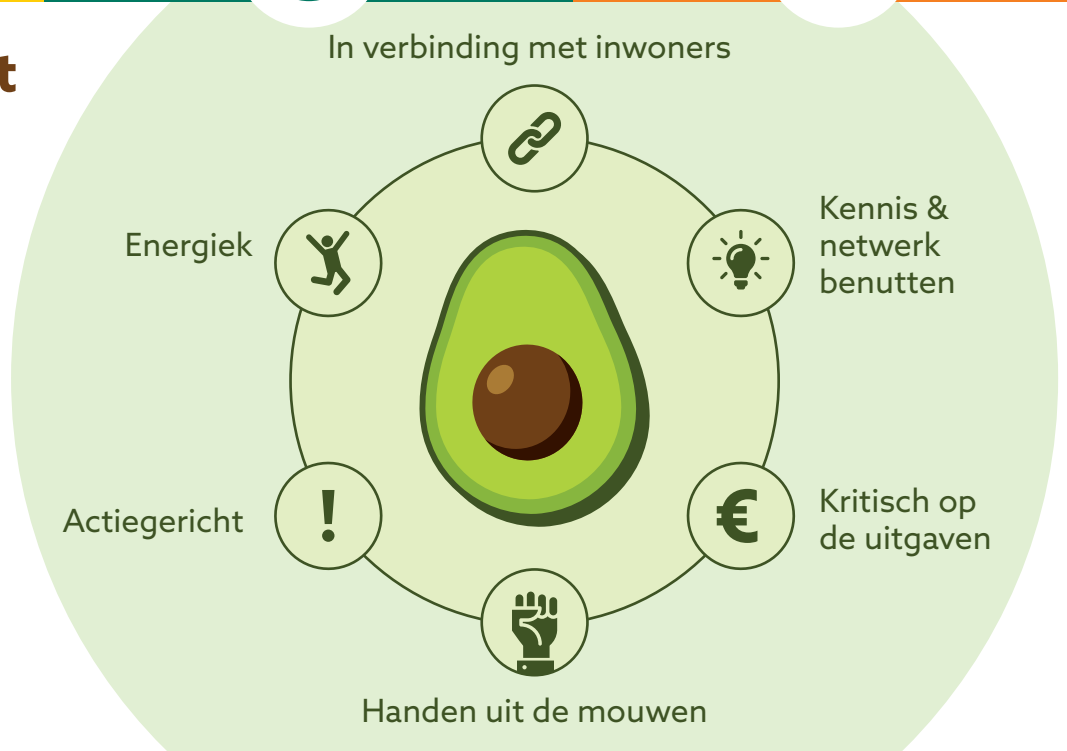 t
In verbinding met inwoners
Kennis &
netwerk
benutten
Energiek
Kritisch op
de uitgaven
Actiegericht
!
€
Handen uit de mouwen